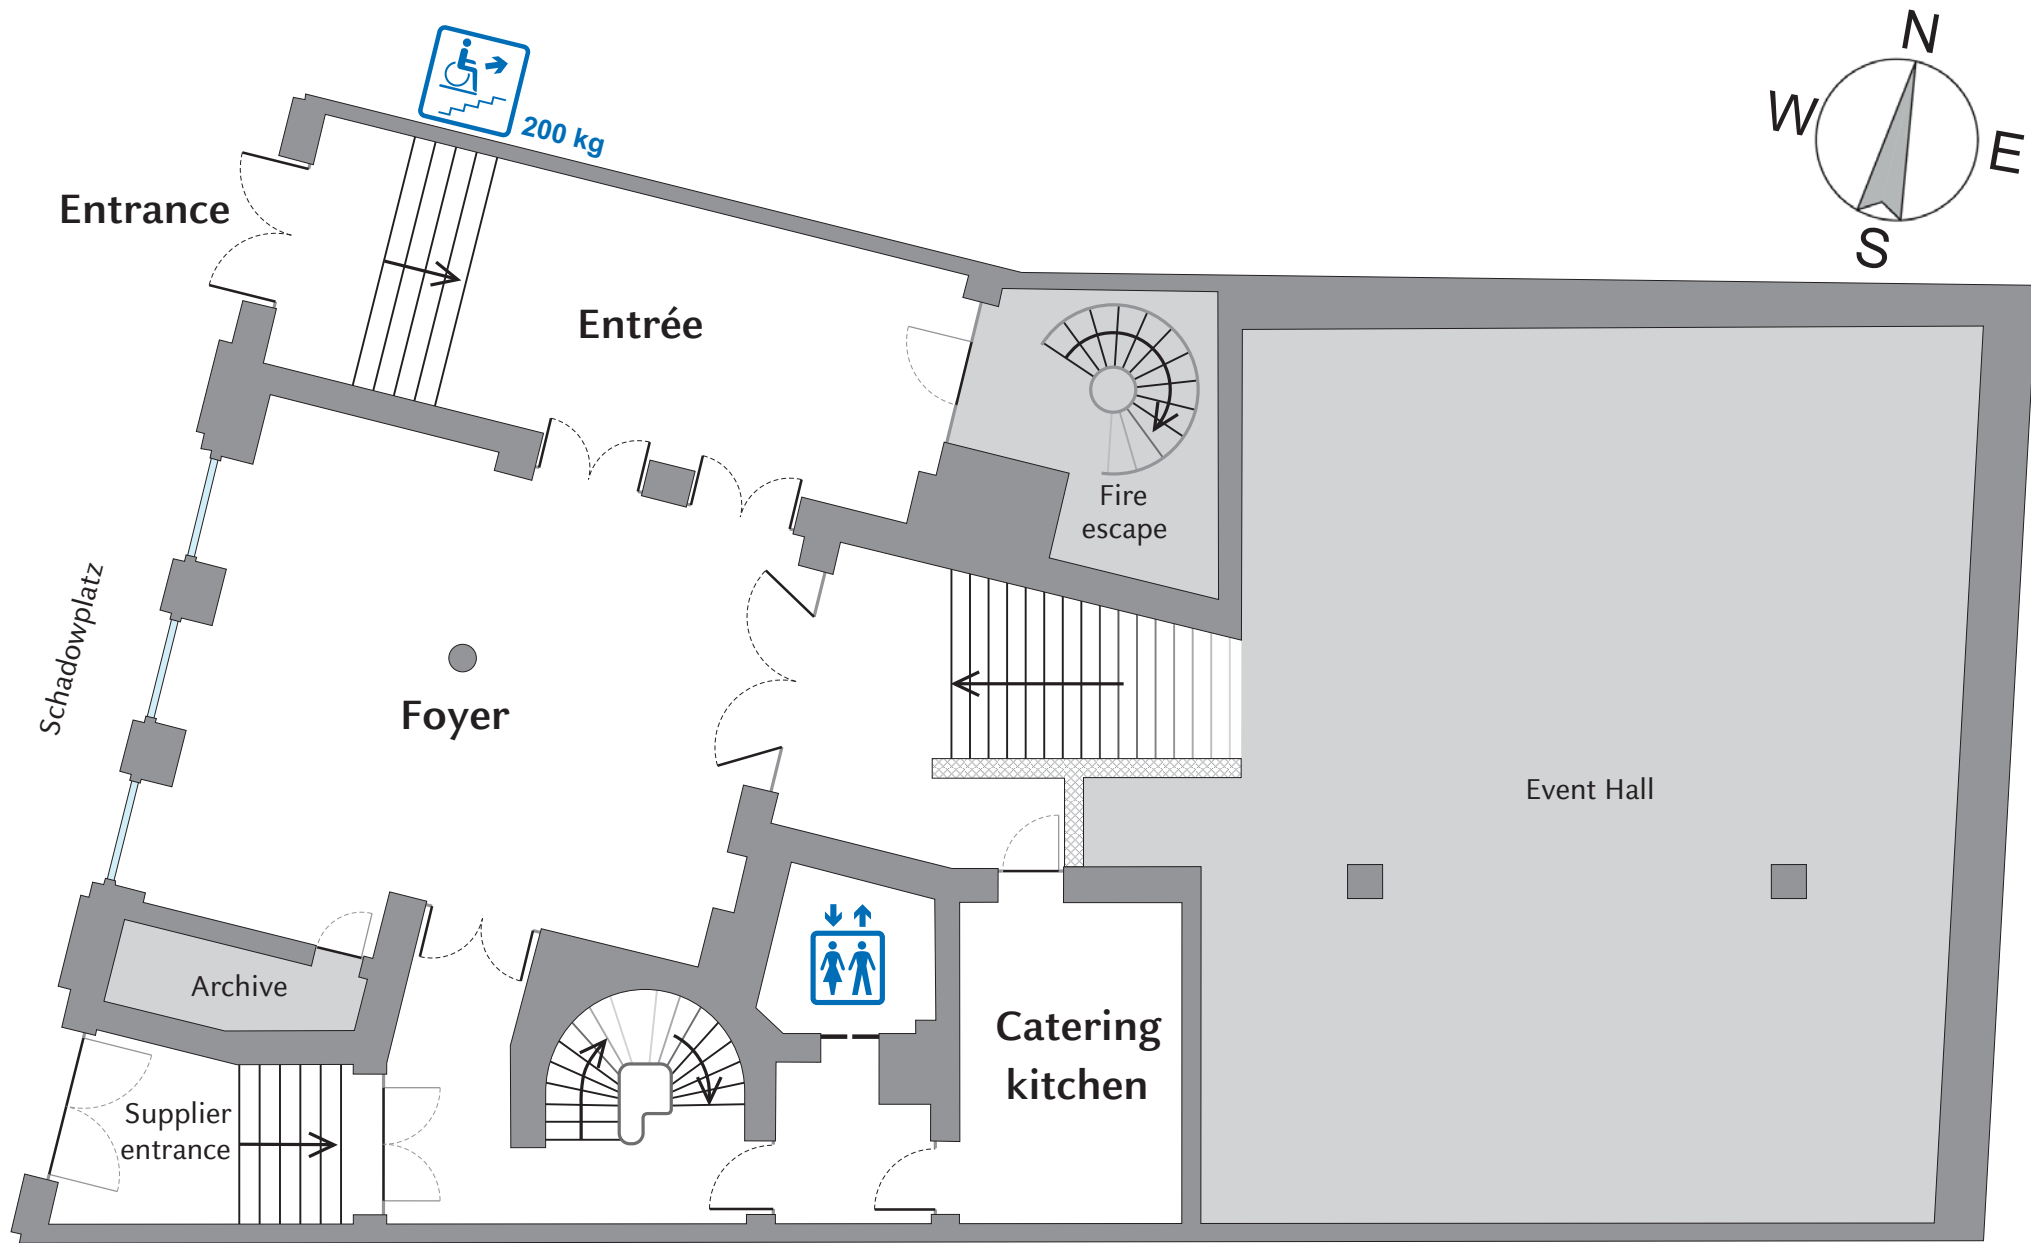 N
W
E
S
200 kg
Entrance
Entrée
Fire
escape
Schadowplatz
Foyer
Event Hall
Archive
Catering
kitchen
Supplier
entrance